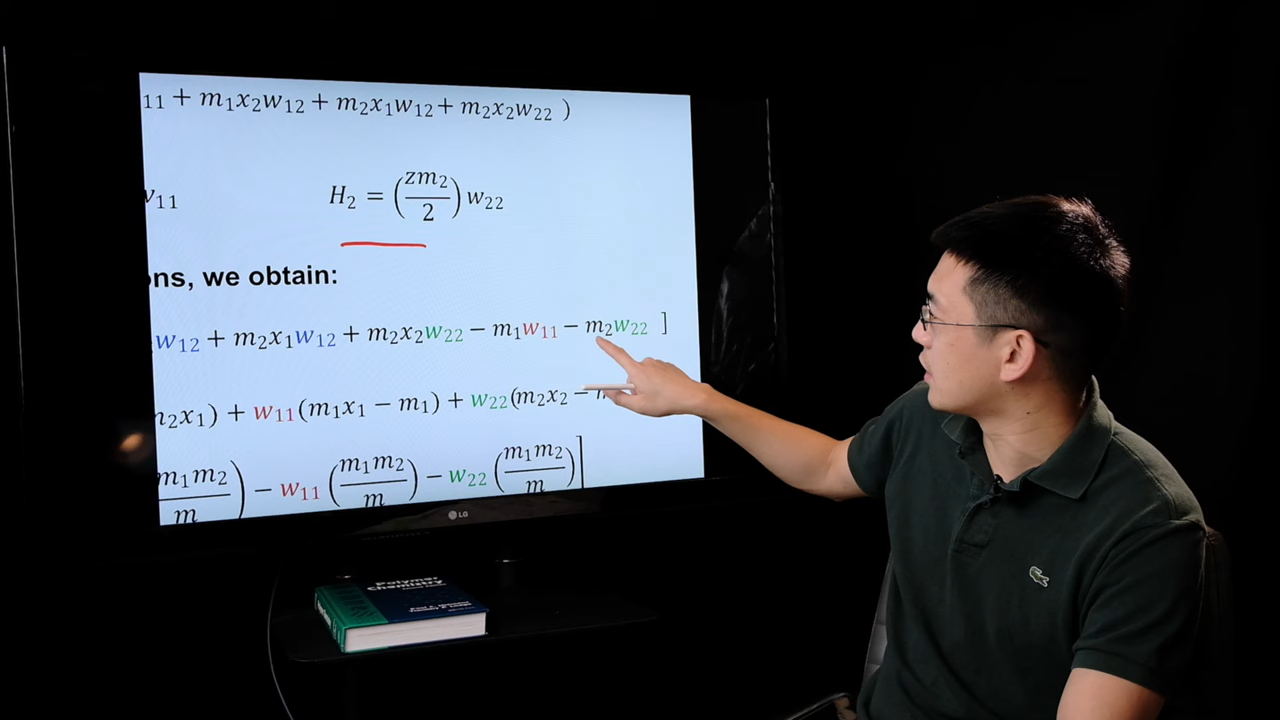 ₁₁ + m₁x₂w₁₂ + m₂x₁w₁₂ + m₂x₂w₂₂ )
w₁₁
H₂ = (zm₂/2) w₂₂
ons, we obtain:
w₁₂ + m₂x₁w₁₂ + m₂x₂w₂₂ − m₁w₁₁ − m₂w₂₂ ]
m₂x₁) + w₁₁(m₁x₁ − m₁) + w₂₂(m₂x₂ −
m₁m₂/m) − w₁₁ (m₁m₂/m) − w₂₂ (m₁m₂/m)]
LG
Polymer
Chemistry